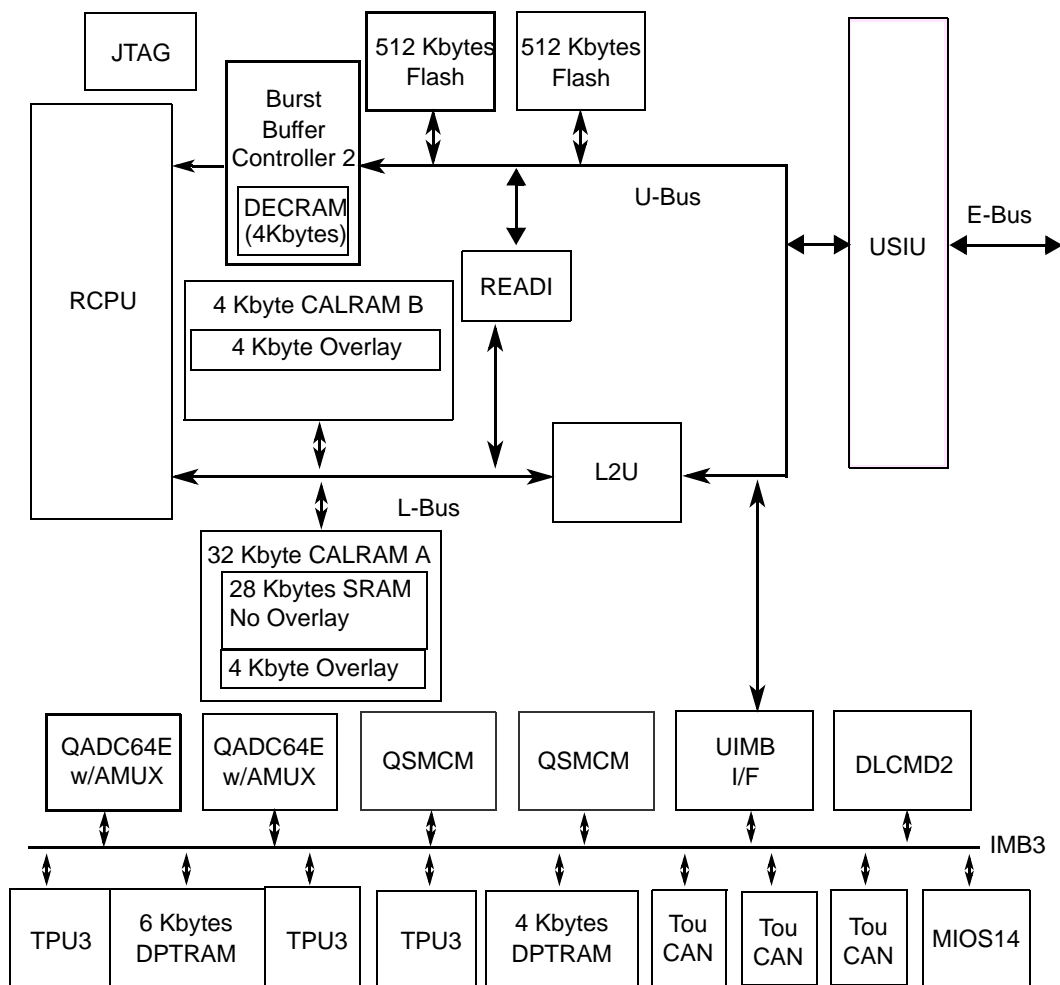 JTAG
512 Kbytes
Flash
512 Kbytes
Flash
Burst
Buffer
Controller 2
DECRAM
(4Kbytes)
U-Bus
E-Bus
USIU
RCPU
READI
4 Kbyte CALRAM B
4 Kbyte Overlay
L2U
L-Bus
32 Kbyte CALRAM A
28 Kbytes SRAM
No Overlay
4 Kbyte Overlay
QADC64E
w/AMUX
QADC64E
w/AMUX
QSMCM
QSMCM
UIMB
I/F
DLCMD2
IMB3
TPU3
6 Kbytes
DPTRAM
TPU3
TPU3
4 Kbytes
DPTRAM
Tou
CAN
Tou
CAN
Tou
CAN
MIOS14